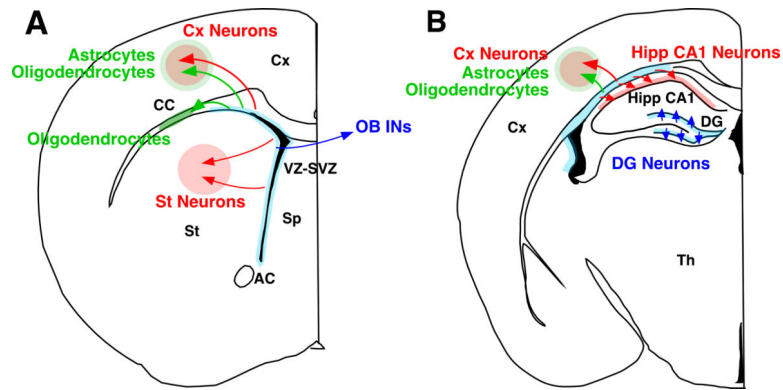 A
Cx Neurons
Astrocytes
Oligodendrocytes
Cx
CC
Oligodendrocytes
OB INs
VZ-SVZ
St Neurons
St
Sp
AC
B
Cx Neurons
Hipp CA1 Neurons
Astrocytes
Oligodendrocytes
Hipp CA1
Cx
DG
DG Neurons
Th